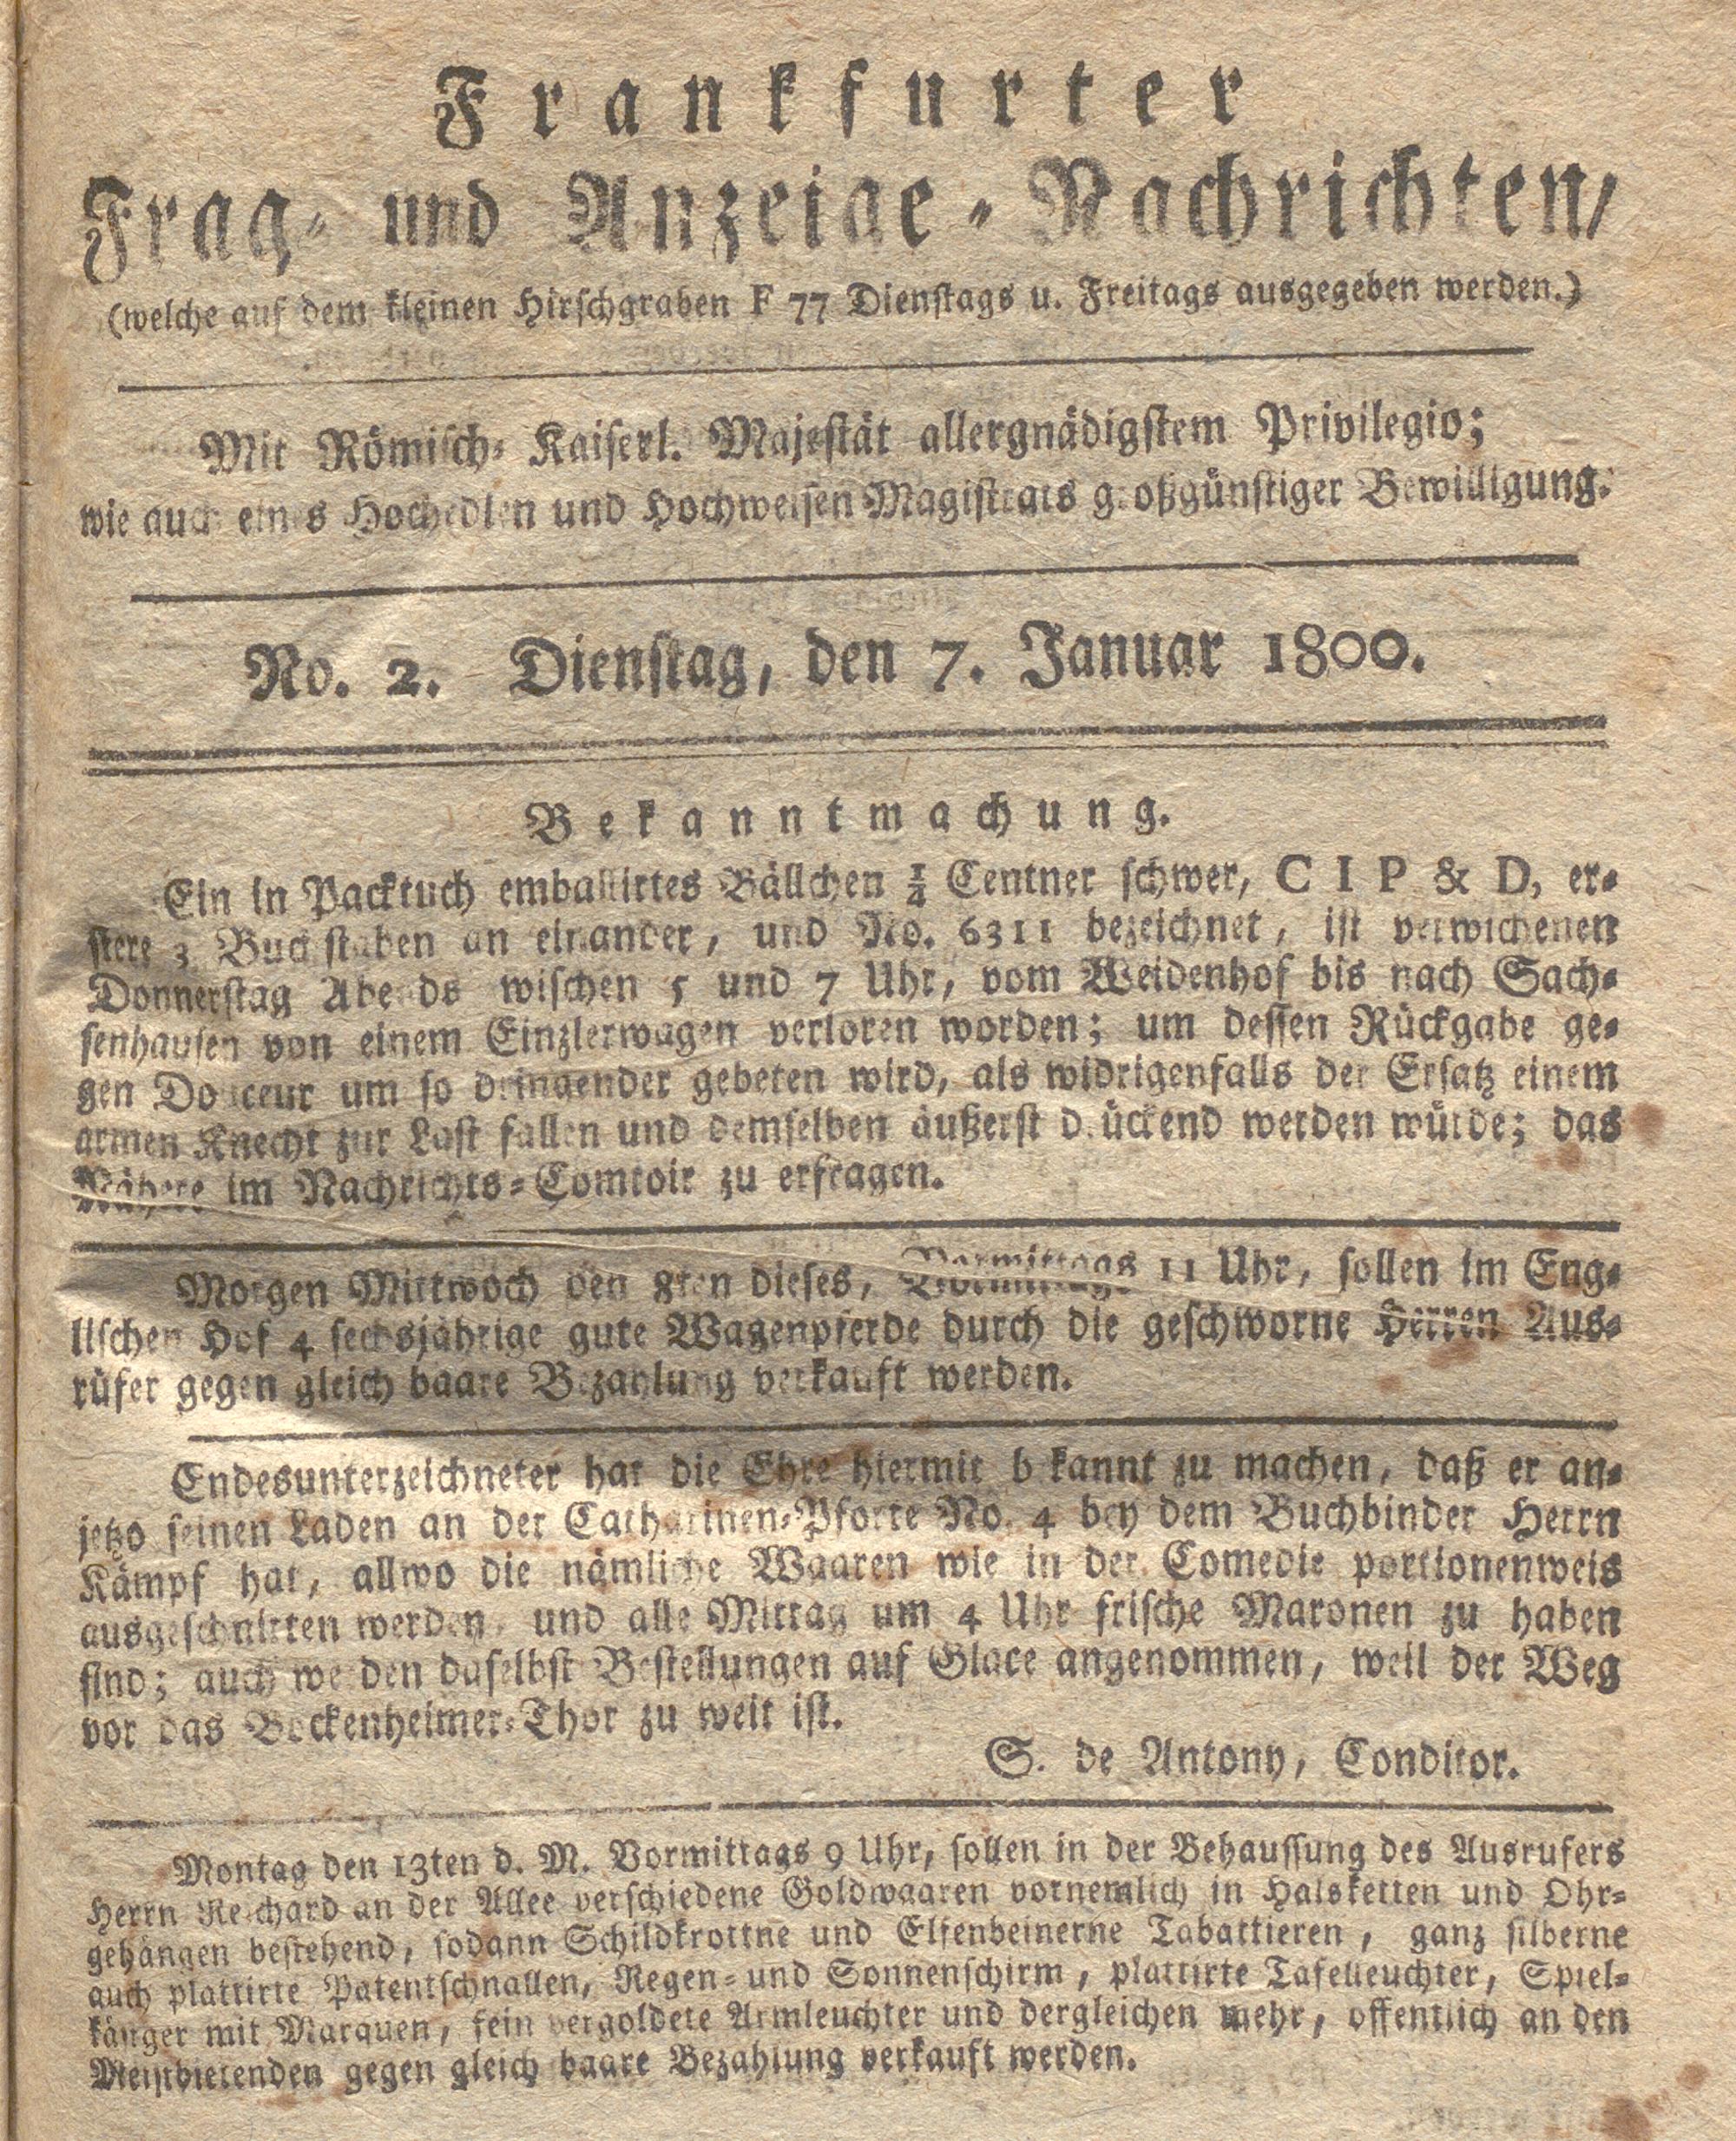 Frankfurter
Frag- und Anzeige-Nachrichten,
(welche auf dem kleinen Hirschgraben F 77 Dienstags u. Freitags ausgegeben werden.)
Mit Römisch- Kaiserl. Majestät allergnädigstem Privilegio;
wie auch eines Hochedlen und Hochweisen Magistrats großgünstiger Bewilligung.
No. 2. Dienstag, den 7. Januar 1800.
Bekanntmachung.
Ein in Packtuch emballirtes Bällchen ¼ Centner schwer, C I P & D, er-
stere 3 Buchstaben an einander, und No. 6311 bezeichnet, ist verwichenen
Donnerstag Abends wischen 5 und 7 Uhr, vom Weidenhof bis nach Sach-
senhausen von einem Einzlerwagen verloren worden; um dessen Rückgabe ge-
gen Douceur um so dringender gebeten wird, als widrigenfalls der Ersatz einem
armen Knecht zur Last fallen und demselben äußerst drückend werden würde; das
Nähere im Nachrichts-Comtoir zu erfragen.
Morgen Mittwoch den 8ten dieses, Vormittags 11 Uhr, sollen im Eng-
lischen Hof 4 sechsjährige gute Wagenpferde durch die geschworne Herren Aus-
rüfer gegen gleich baare Bezahlung verkauft werden.
Endesunterzeichneter hat die Ehre hiermit bekannt zu machen, daß er an-
jetzo seinen Laden an der Catharinen-Pforte No. 4 bey dem Buchbinder Herrn
Kämpf hat, allwo die nämliche Waaren wie in der Comedie portionenweis
ausgeschnitten werden, und alle Mittag um 4 Uhr frische Maronen zu haben
sind; auch werden daselbst Bestellungen auf Glace angenommen, weil der Weg
vor das Bockenheimer-Thor zu weit ist.
S. de Antony, Conditor.
Montag den 13ten d. M. Vormittags 9 Uhr, sollen in der Behaussung des Ausrufers
Herrn Reichard an der Allee verschiedene Goldwaaren vornemlich in Halsketten und Ohr-
gehängen bestehend, sodann Schildkrottne und Elfenbeinerne Tabattieren, ganz silberne
auch plattirte Patentschnallen, Regen- und Sonnenschirm, plattirte Tafelleuchter, Spiel-
känger mit Marquen, fein vergoldete Armleuchter und dergleichen mehr, offentlich an den
Meistbietenden gegen gleich baare Bezahlung verkauft werden.